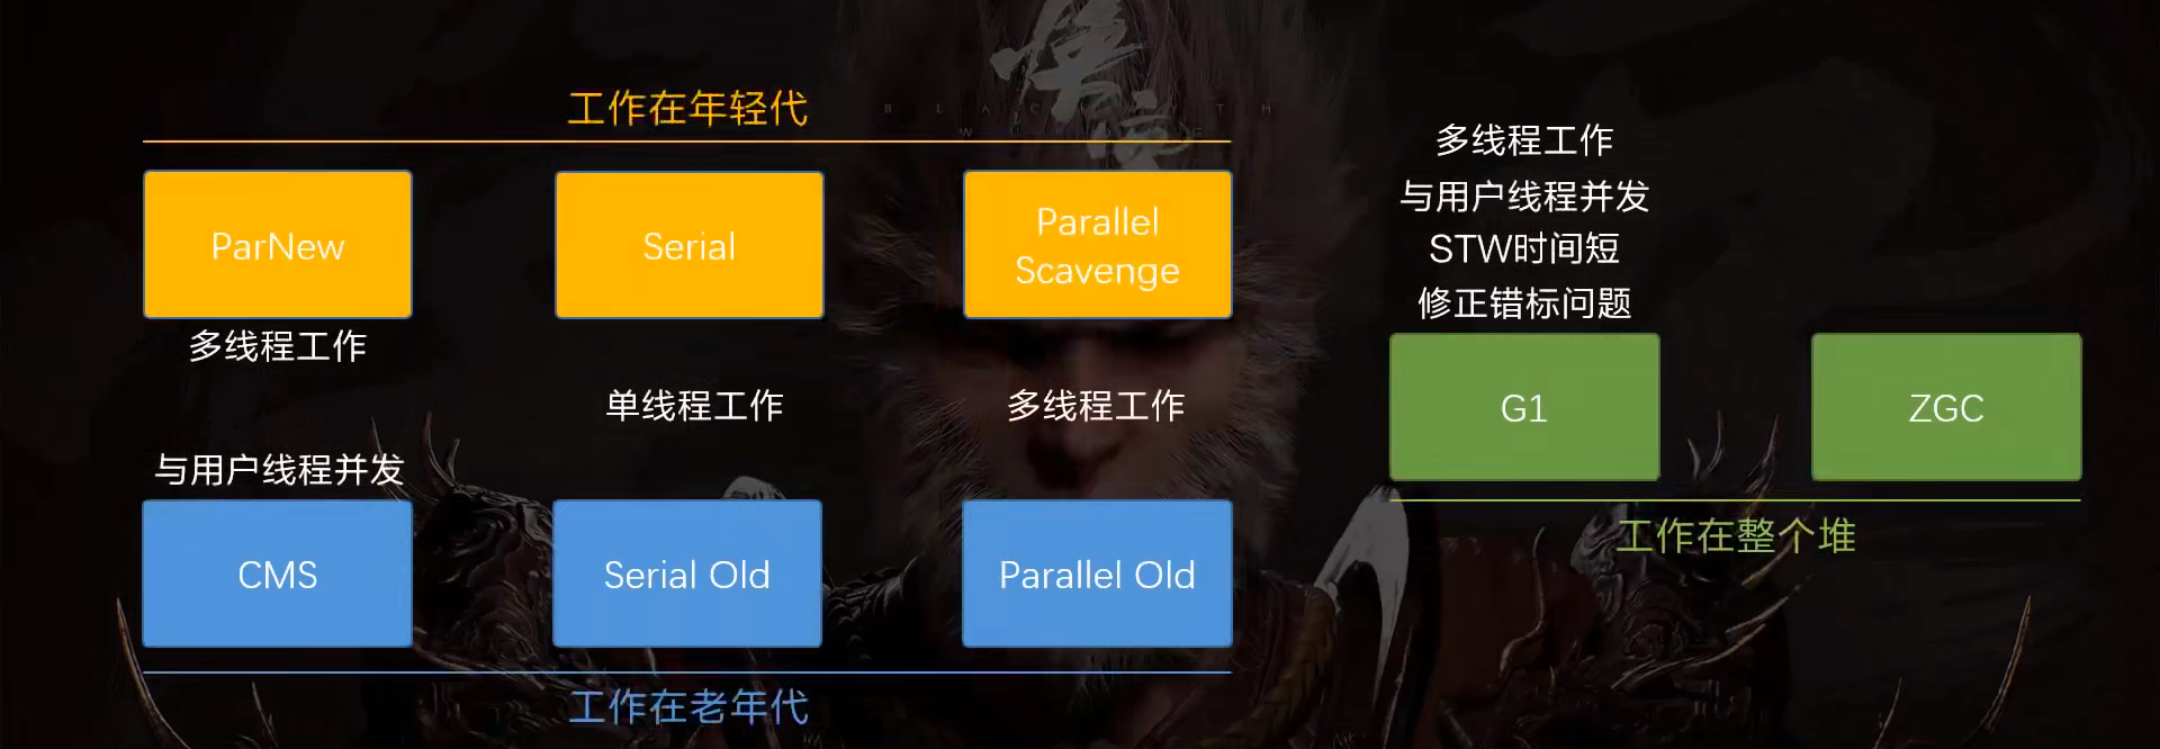 工作在年轻代
ParNew
Serial
Parallel
Scavenge
多线程工作
单线程工作
多线程工作
与用户线程并发
CMS
Serial Old
Parallel Old
工作在老年代
多线程工作
与用户线程并发
STW时间短
修正错标问题
G1
ZGC
工作在整个堆